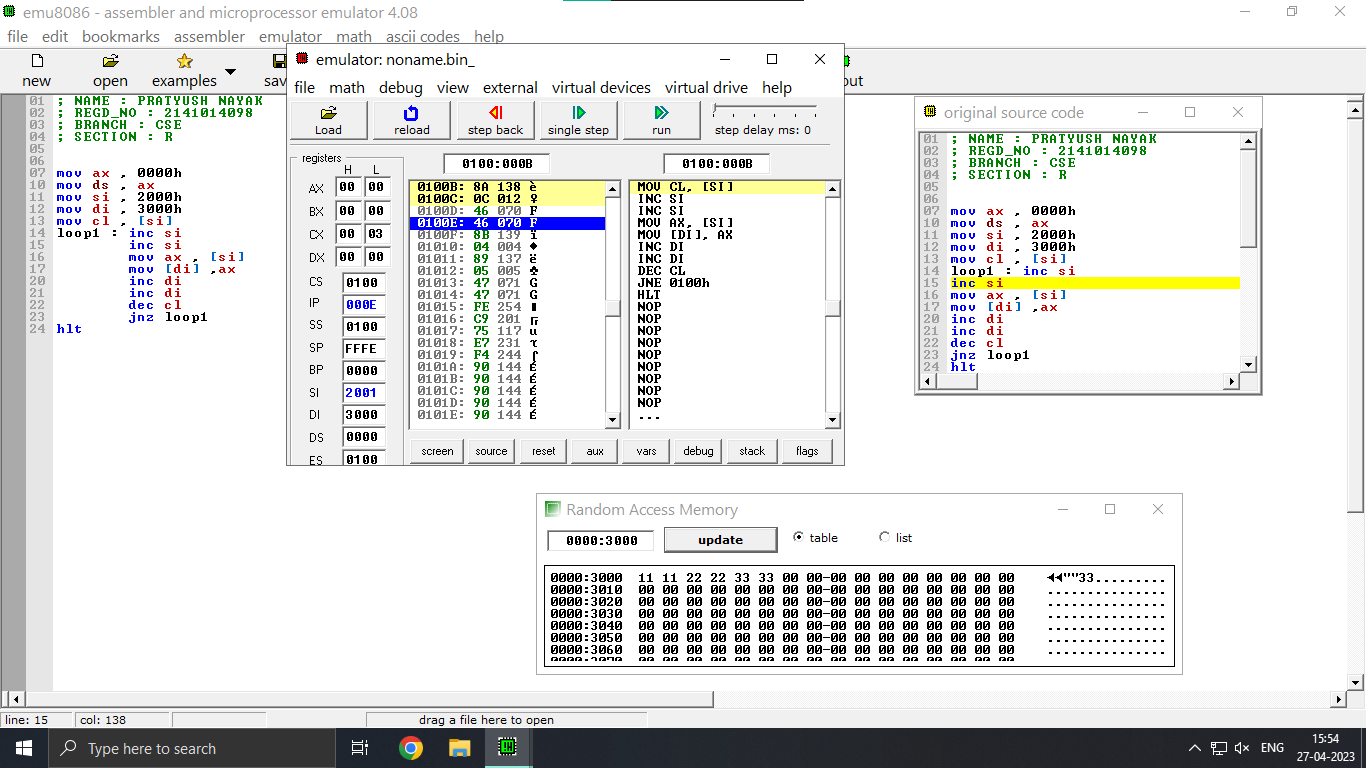 emu8086 - assembler and microprocessor emulator 4.08
file edit bookmarks assembler emulator math ascii codes help
new open examples sav out
01 ; NAME : PRATYUSH NAYAK
02 ; REGD_NO : 2141014098
03 ; BRANCH : CSE
04 ; SECTION : R
05
06
07 mov ax , 0000h
10 mov ds , ax
11 mov si , 2000h
12 mov di , 3000h
13 mov cl , [si]
14 loop1 : inc si
15 inc si
16 mov ax , [si]
17 mov [di] ,ax
20 inc di
21 inc di
22 dec cl
23 jnz loop1
24 hlt
emulator: noname.bin_
file math debug view external virtual devices virtual drive help
Load reload step back single step run step delay ms: 0
registers
H L
AX 00 00
BX 00 00
CX 00 03
DX 00 00
CS 0100
IP 000E
SS 0100
SP FFFE
BP 0000
SI 2001
DI 3000
DS 0000
ES 0100
0100:000B 0100:000B
0100B: 8A 138 è
0100C: 0C 012 ♀
0100D: 46 070 F
0100E: 46 070 F
0100F: 8B 139 ï
01010: 04 004 ♦
01011: 89 137 ë
01012: 05 005 ♣
01013: 47 071 G
01014: 47 071 G
01015: FE 254 ■
01016: C9 201 ╔
01017: 75 117 u
01018: E7 231 τ
01019: F4 244 ⌠
0101A: 90 144 É
0101B: 90 144 É
0101C: 90 144 É
0101D: 90 144 É
0101E: 90 144 É
MOV CL, [SI]
INC SI
INC SI
MOV AX, [SI]
MOV [DI], AX
INC DI
INC DI
DEC CL
JNE 0100h
HLT
NOP
NOP
NOP
NOP
NOP
NOP
NOP
NOP
NOP
...
screen source reset aux vars debug stack flags
original source code
01 ; NAME : PRATYUSH NAYAK
02 ; REGD_NO : 2141014098
03 ; BRANCH : CSE
04 ; SECTION : R
05
06
07 mov ax , 0000h
10 mov ds , ax
11 mov si , 2000h
12 mov di , 3000h
13 mov cl , [si]
14 loop1 : inc si
15 inc si
16 mov ax , [si]
17 mov [di] ,ax
20 inc di
21 inc di
22 dec cl
23 jnz loop1
24 hlt
Random Access Memory
0000:3000 update table list
0000:3000 11 11 22 22 33 33 00 00-00 00 00 00 00 00 00 00 ◄◄""33..........
0000:3010 00 00 00 00 00 00 00 00-00 00 00 00 00 00 00 00 ................
0000:3020 00 00 00 00 00 00 00 00-00 00 00 00 00 00 00 00 ................
0000:3030 00 00 00 00 00 00 00 00-00 00 00 00 00 00 00 00 ................
0000:3040 00 00 00 00 00 00 00 00-00 00 00 00 00 00 00 00 ................
0000:3050 00 00 00 00 00 00 00 00-00 00 00 00 00 00 00 00 ................
0000:3060 00 00 00 00 00 00 00 00-00 00 00 00 00 00 00 00 ................
line: 15 col: 138 drag a file here to open
Type here to search
ENG
15:54
27-04-2023